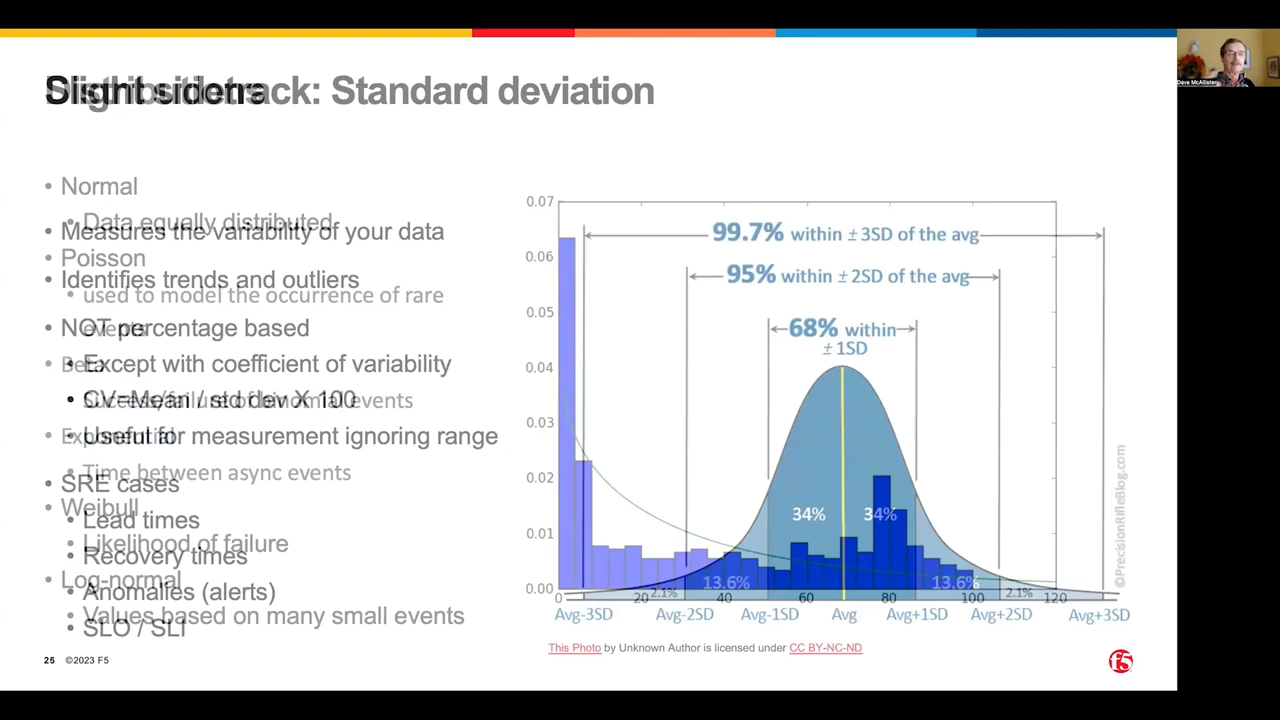 Slight sidetrack: Standard deviation
Distributions
• Normal
• Data equally distributed
• Poisson
• used to model the occurrence of rare
events
• Beta
• Success/failure of binomial events
• Exponential
• Time between async events
• Weibull
• Likelihood of failure
• Log-normal
• Values based on many small events
• Measures the variability of your data
• Identifies trends and outliers
• NOT percentage based
• Except with coefficient of variability
• CV=Mean / std dev X 100
• Useful for measurement ignoring range
• SRE cases
• Lead times
• Recovery times
• Anomalies (alerts)
• SLO / SLI
0.07
0.06
0.05
0.04
0.03
0.02
0.01
0.00
99.7% within ± 3SD of the avg
95% within ± 2SD of the avg
68% within
± 1SD
34% 34%
13.6% 13.6%
2.1% 2.1%
0 20 40 60 80 100 120
Avg-3SD Avg-2SD Avg-1SD Avg Avg+1SD Avg+2SD Avg+3SD
©PrecisionRifleBlog.com
This Photo by Unknown Author is licensed under CC BY-NC-ND
25 ©2023 F5
f5
Dave McAllister